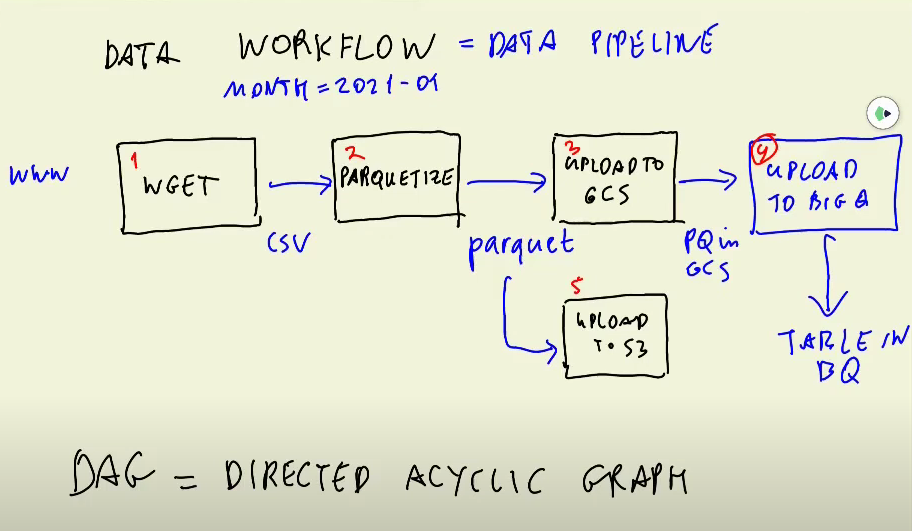 DATA WORKFLOW = DATA PIPELINE
MONTH = 2021-01
WWW
1
WGET
CSV
2
PARQUETIZE
parquet
3
UPLOAD TO
GCS
PQ in
GCS
4
UPLOAD
TO BIG Q
TABLE IN
BQ
5
UPLOAD
TO S3
DAG = DIRECTED ACYCLIC GRAPH